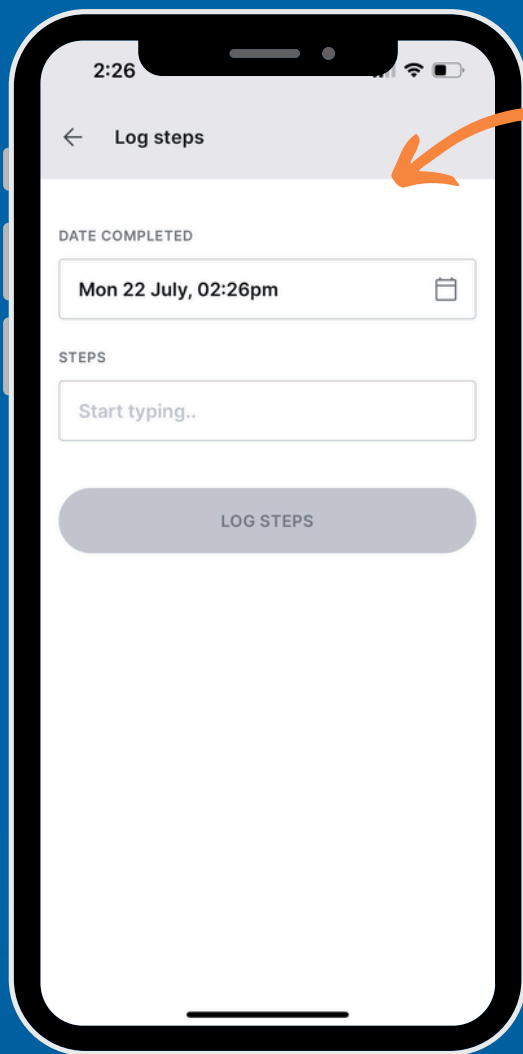 2:26
Log steps
DATE COMPLETED
Mon 22 July, 02:26pm
STEPS
Start typing..
LOG STEPS